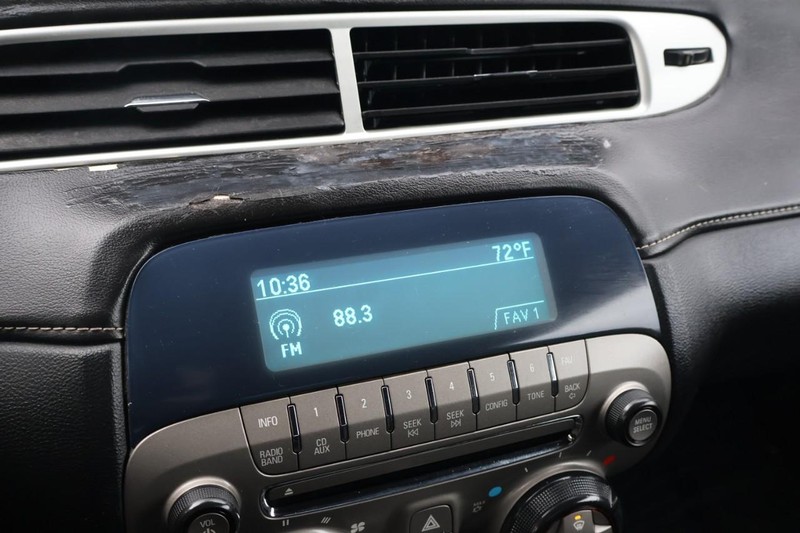 10:36 72°F
88.3
FM FAV 1
INFO 1 2 3 4 5 6 FAV
RADIO BAND CD AUX PHONE SEEK SEEK CONFIG TONE BACK
MENU
SELECT
VOL